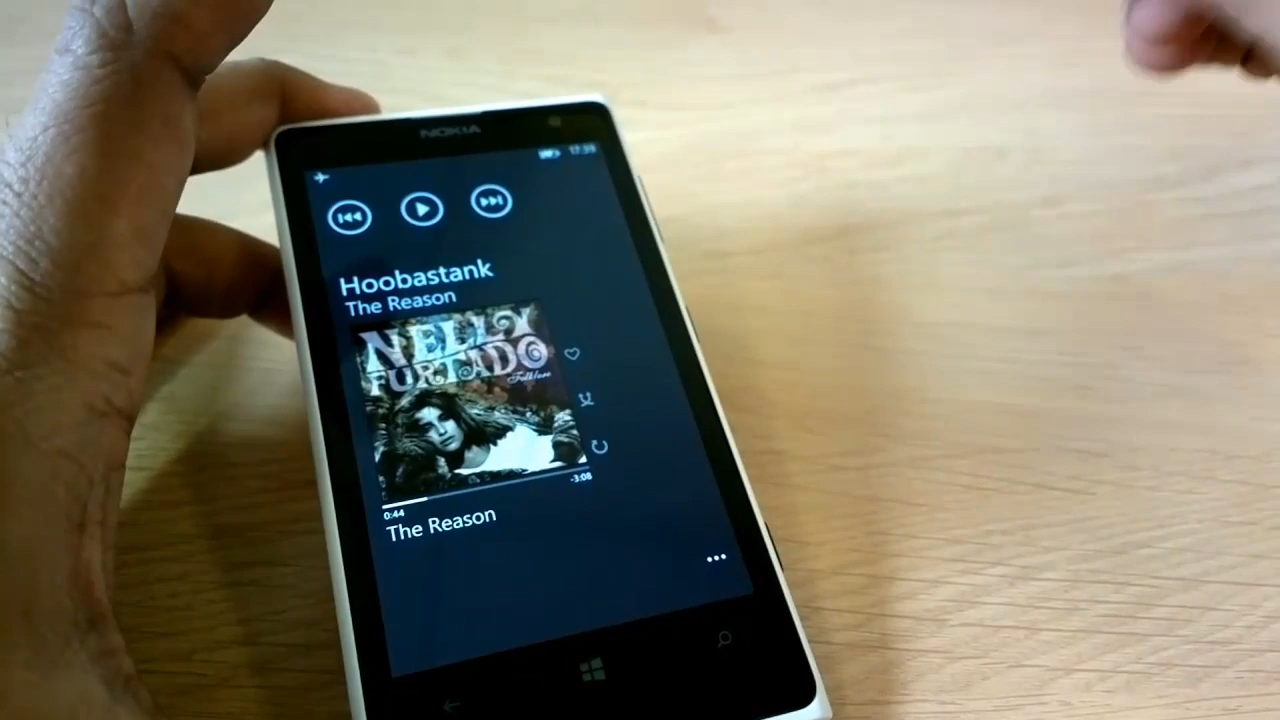 NOKIA
17:39
Hoobastank
The Reason
NELLY
FURTADO
Folklore
0:44
-3:08
The Reason